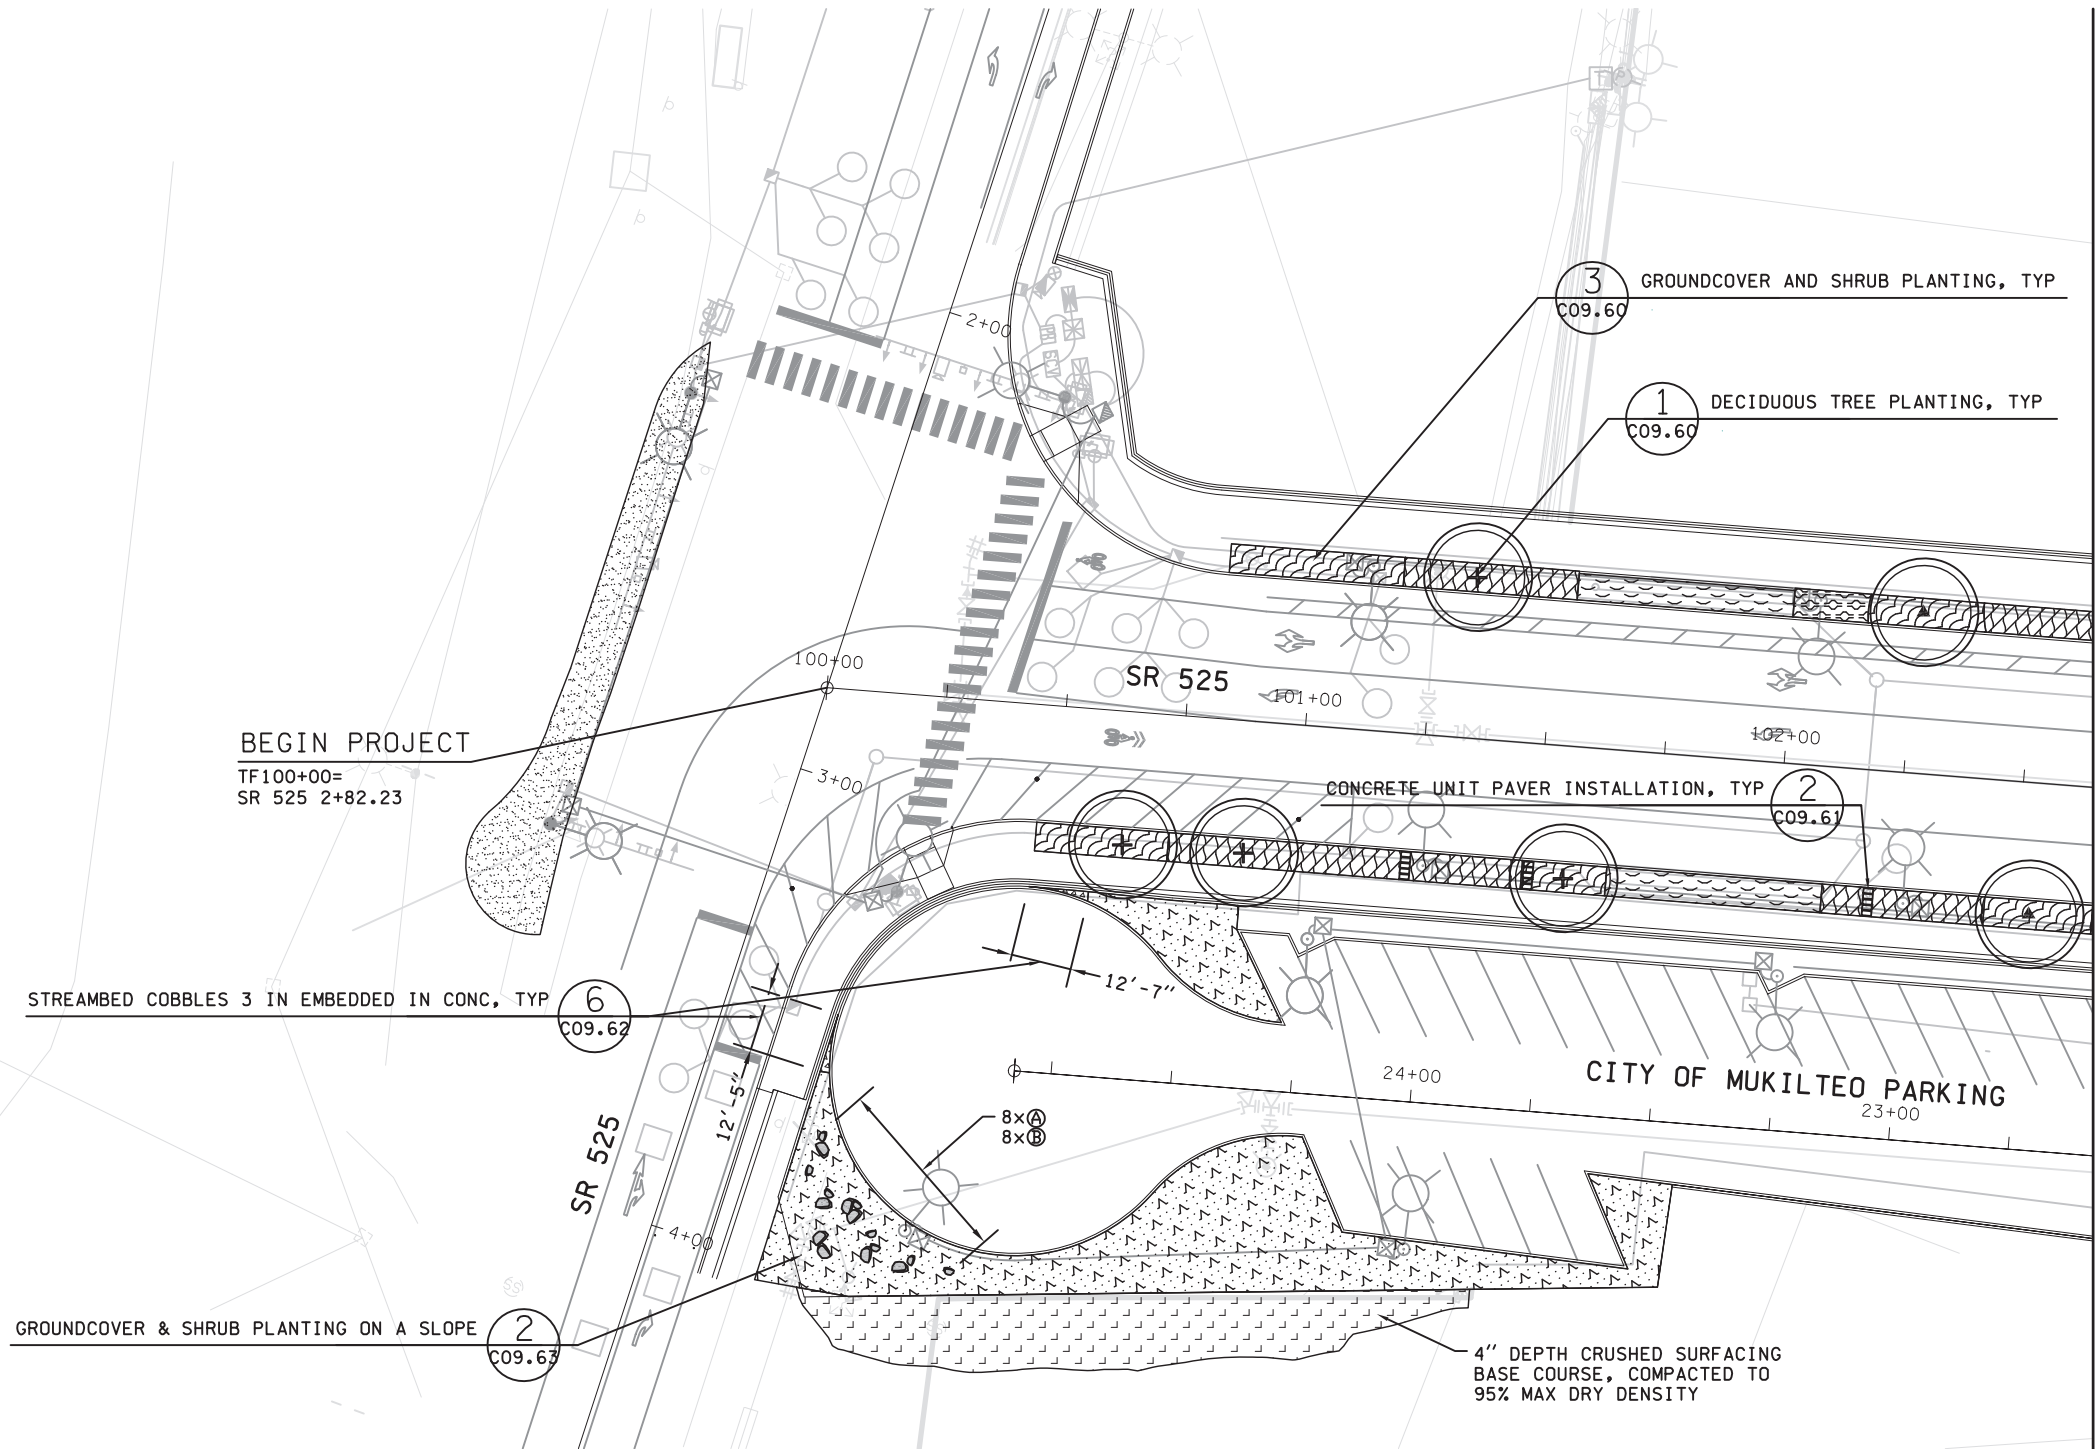 2+00
3
GROUNDCOVER AND SHRUB PLANTING, TYP
C09.60
1
DECIDUOUS TREE PLANTING, TYP
C09.60
100+00
SR 525
101+00
102+00
BEGIN PROJECT
TF100+00=
SR 525 2+82.23
3+00
CONCRETE UNIT PAVER INSTALLATION, TYP
2
C09.61
STREAMBED COBBLES 3 IN EMBEDDED IN CONC, TYP
6
C09.62
12'-7"
12'-5"
24+00
CITY OF MUKILTEO PARKING
23+00
8xA
8xB
SR 525
4+00
GROUNDCOVER & SHRUB PLANTING ON A SLOPE
2
C09.63
4" DEPTH CRUSHED SURFACING
BASE COURSE, COMPACTED TO
95% MAX DRY DENSITY